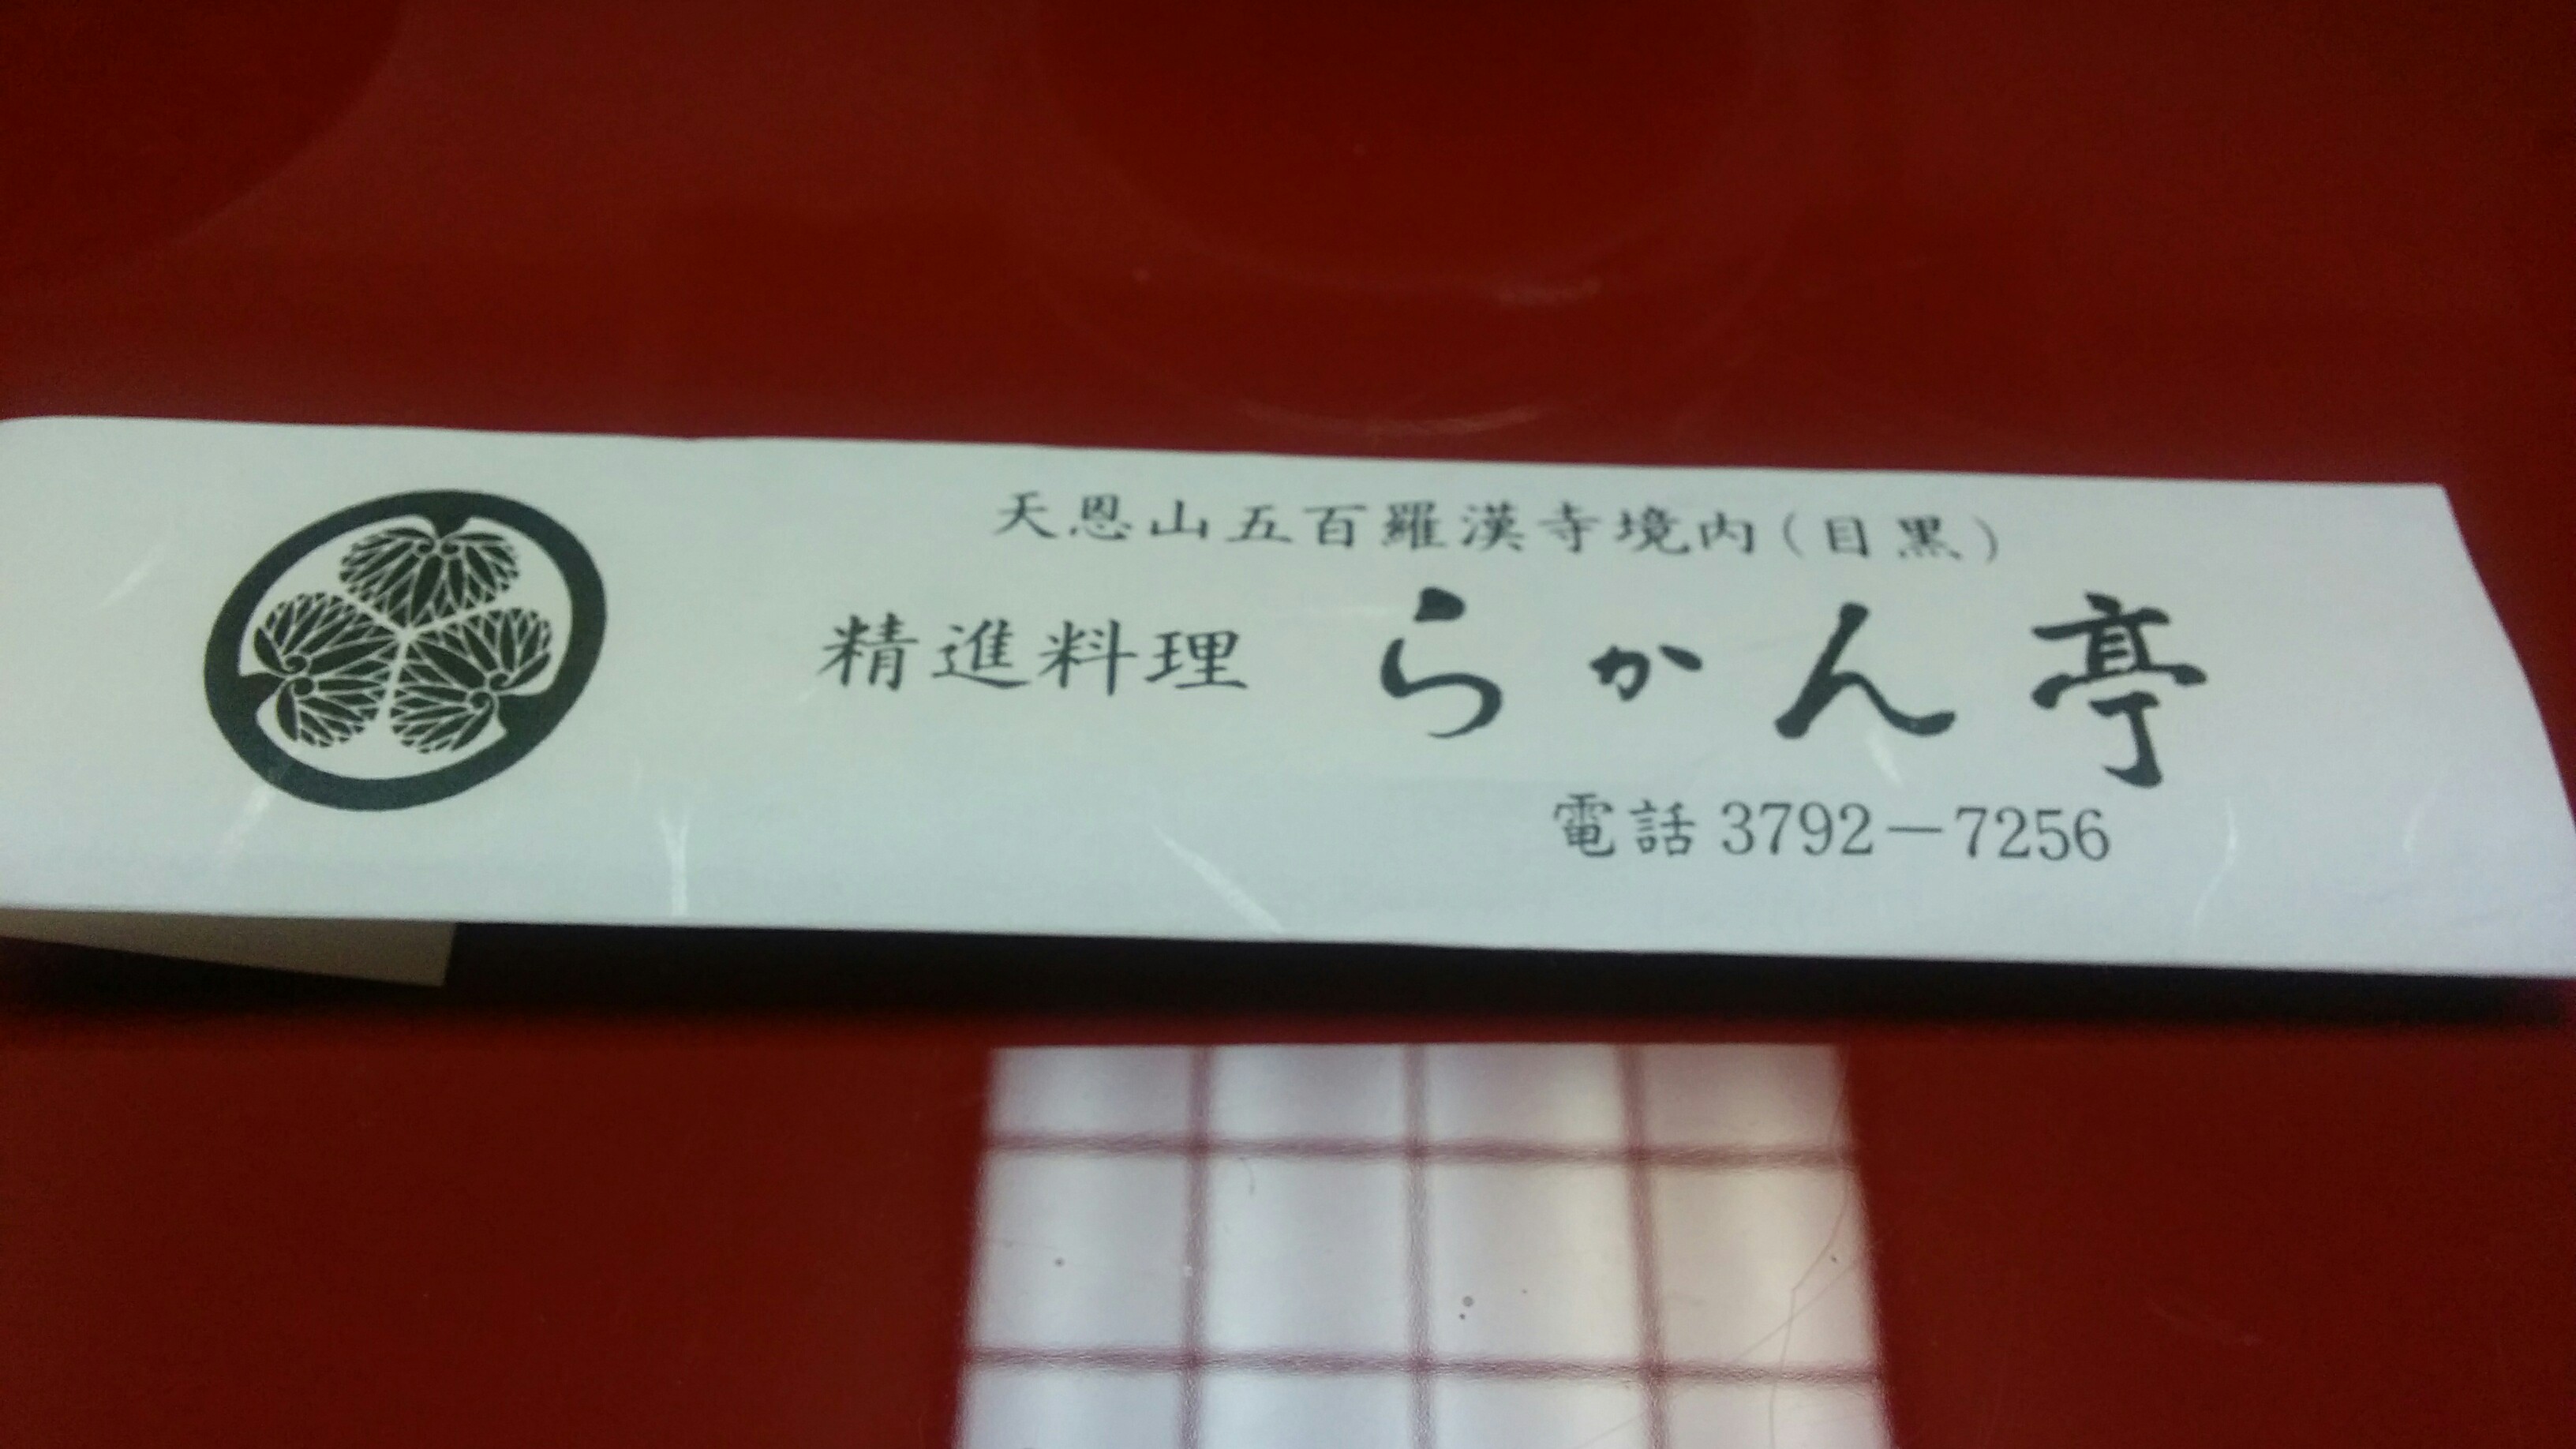 天恩山五百羅漢寺境内(目黒)
精進料理 らかん亭
電話 3792-7256